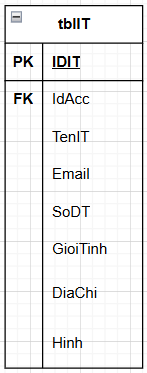 tblIT
PK IDIT
FK IdAcc
TenIT
Email
SoDT
GioiTinh
DiaChi
Hinh